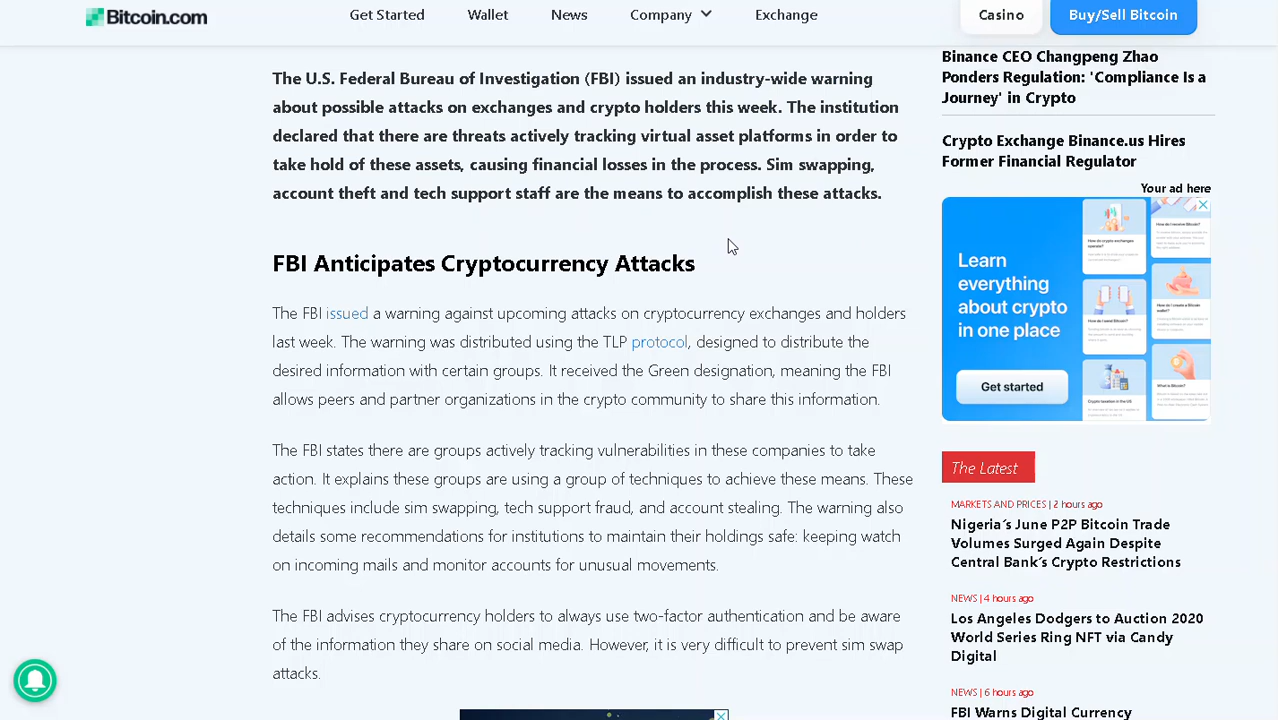 Bitcoin.com
Get Started
Wallet
News
Company
Exchange
Casino
Buy/Sell Bitcoin
The U.S. Federal Bureau of Investigation (FBI) issued an industry-wide warning
about possible attacks on exchanges and crypto holders this week. The institution
declared that there are threats actively tracking virtual asset platforms in order to
take hold of these assets, causing financial losses in the process. Sim swapping,
account theft and tech support staff are the means to accomplish these attacks.
FBI Anticipates Cryptocurrency Attacks
The FBI issued a warning about upcoming attacks on cryptocurrency exchanges and holders
last week. The warning was distributed using the TLP protocol, designed to distribute the
desired information with certain groups. It received the Green designation, meaning the FBI
allows peers and partner organizations in the crypto community to share this information.
The FBI states there are groups actively tracking vulnerabilities in these companies to take
action. It explains these groups are using a group of techniques to achieve these means. These
techniques include sim swapping, tech support fraud, and account stealing. The warning also
details some recommendations for institutions to maintain their holdings safe: keeping watch
on incoming mails and monitor accounts for unusual movements.
The FBI advises cryptocurrency holders to always use two-factor authentication and be aware
of the information they share on social media. However, it is very difficult to prevent sim swap
attacks.
Binance CEO Changpeng Zhao
Ponders Regulation: 'Compliance Is a
Journey' in Crypto
Crypto Exchange Binance.us Hires
Former Financial Regulator
Your ad here
Learn
everything
about crypto
in one place
Get started
The Latest
MARKETS AND PRICES | 2 hours ago
Nigeria's June P2P Bitcoin Trade
Volumes Surged Again Despite
Central Bank's Crypto Restrictions
NEWS | 4 hours ago
Los Angeles Dodgers to Auction 2020
World Series Ring NFT via Candy
Digital
NEWS | 6 hours ago
FBI Warns Digital Currency